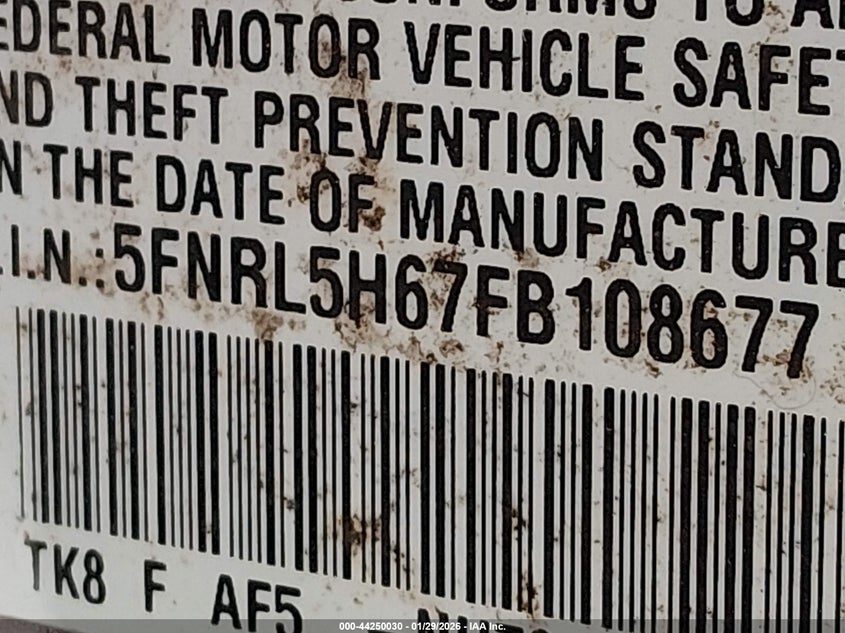 TO
EDERAL MOTOR VEHICLE SAFET
ND THEFT PREVENTION STAND
N THE DATE OF MANUFACTURE
.I.N.:5FNRL5H67FB108677
TK8 F AF5
000-44250030 - 01/29/2026 - IAA Inc.